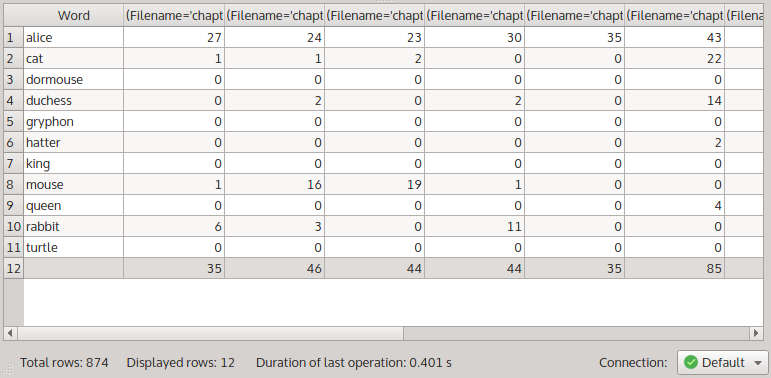 Word (Filename='chapt (Filename='chapt (Filename='chapt (Filename='chapt (Filename='chapt (Filename='chapt (Filena
1 alice 27 24 23 30 35 43
2 cat 1 1 2 0 0 22
3 dormouse 0 0 0 0 0 0
4 duchess 0 2 0 2 0 14
5 gryphon 0 0 0 0 0 0
6 hatter 0 0 0 0 0 2
7 king 0 0 0 0 0 0
8 mouse 1 16 19 1 0 0
9 queen 0 0 0 0 0 4
10 rabbit 6 3 0 11 0 0
11 turtle 0 0 0 0 0 0
12 35 46 44 44 35 85
Total rows: 874 Displayed rows: 12 Duration of last operation: 0.401 s Connection: Default